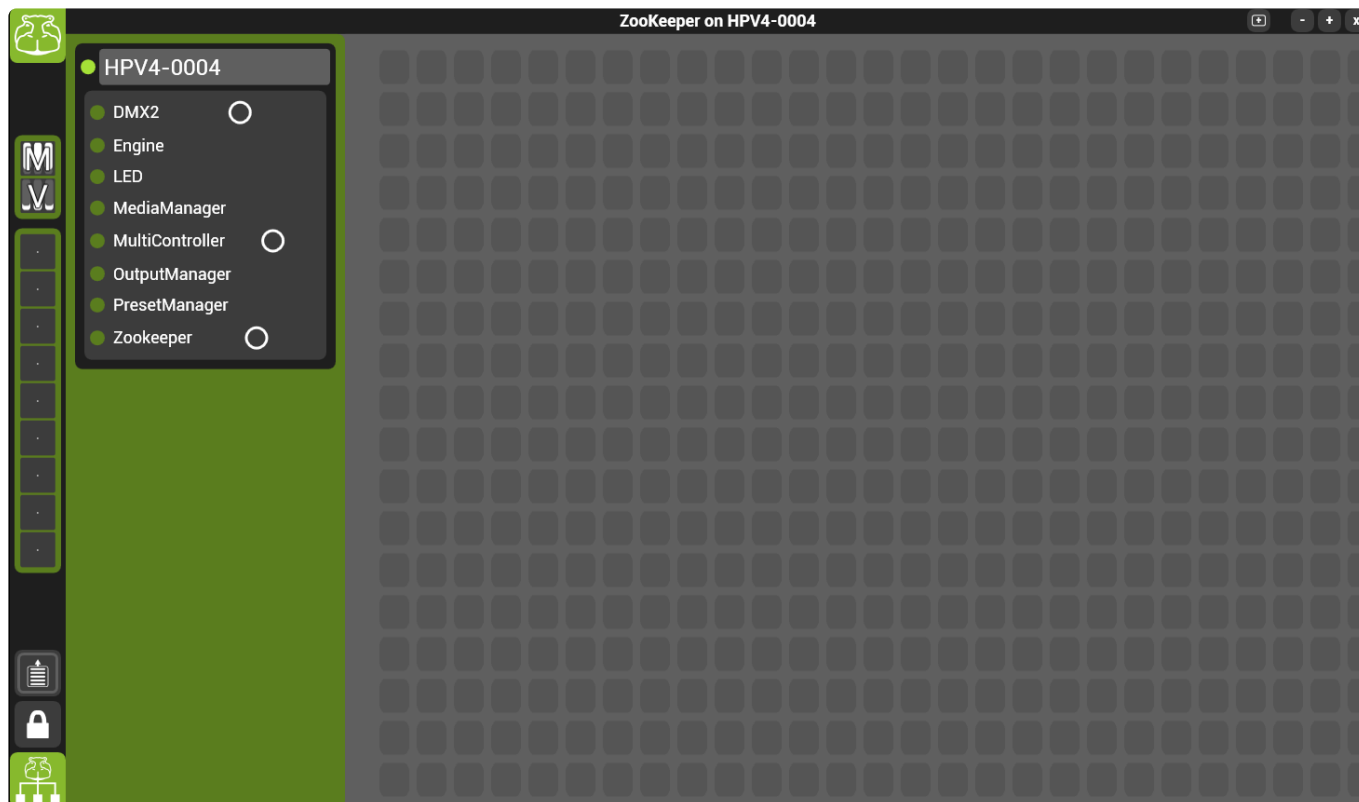 ZooKeeper on HPV4-0004
- + x
HPV4-0004
DMX2
Engine
LED
MediaManager
MultiController
OutputManager
PresetManager
Zookeeper
M
V